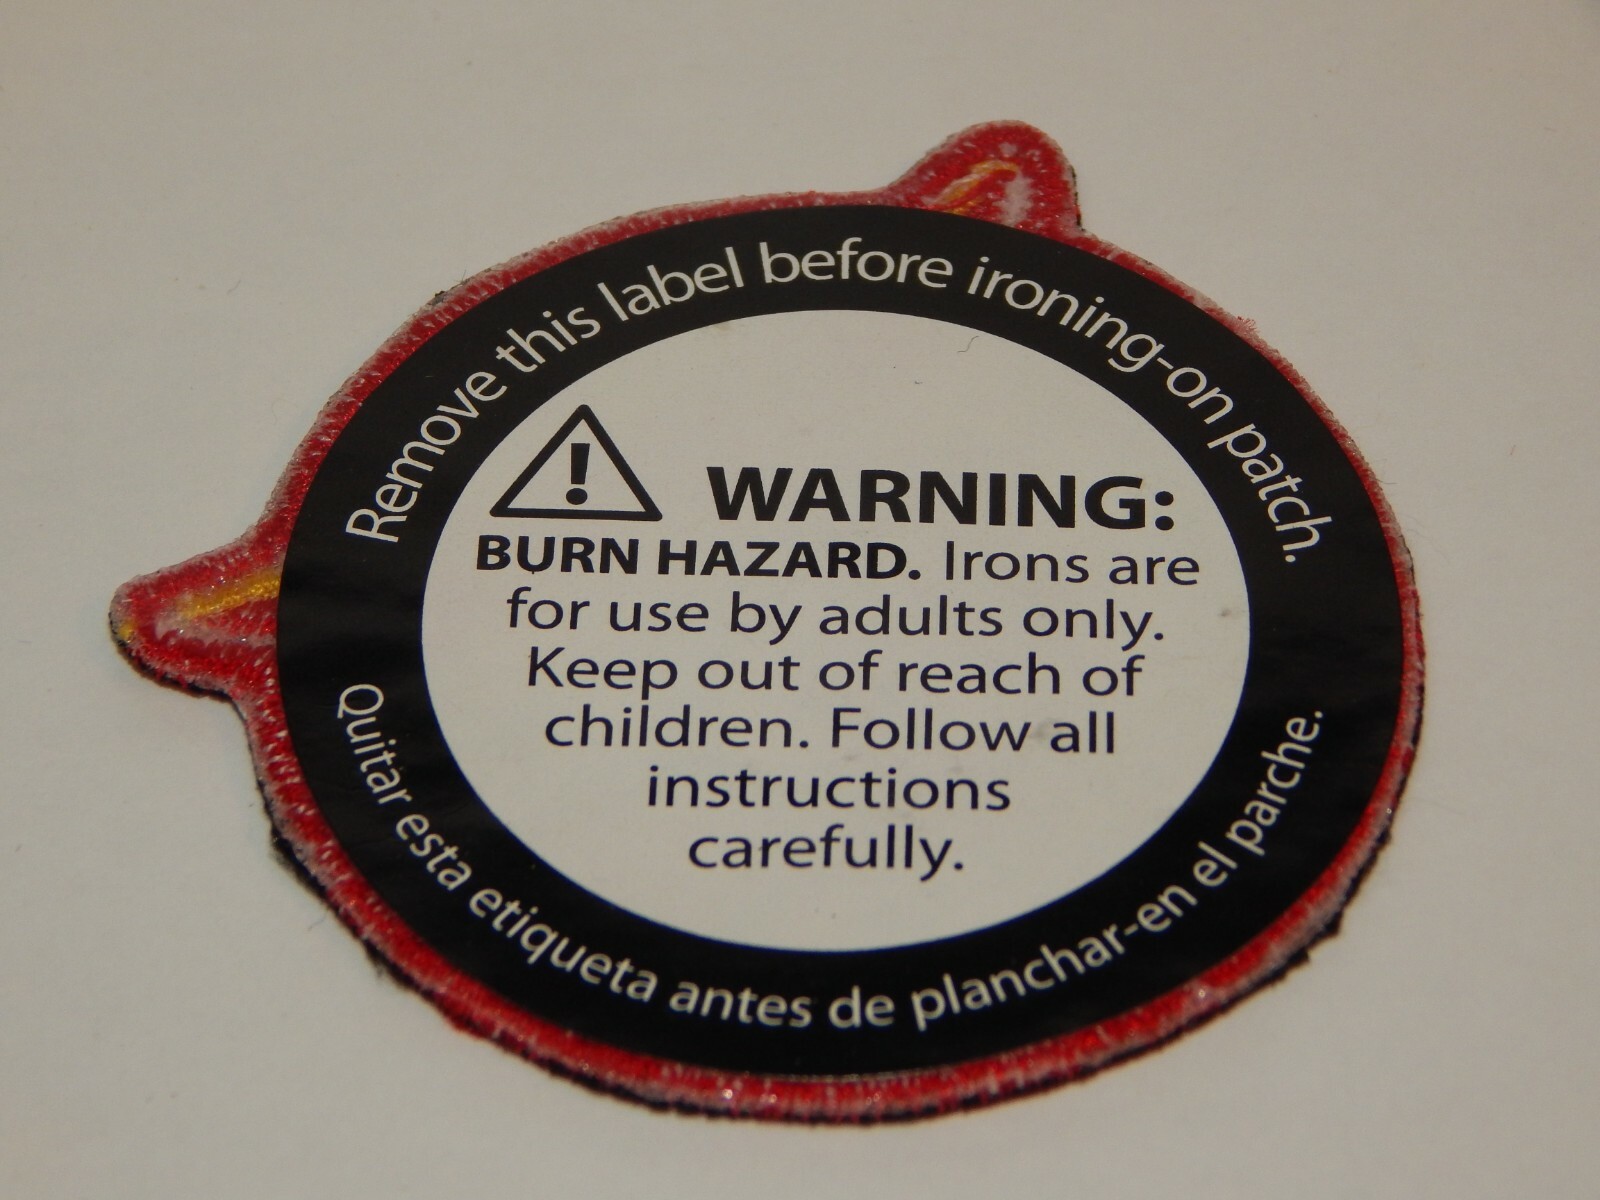 Remove this label before ironing-on patch.
WARNING:
BURN HAZARD. Irons are
for use by adults only.
Keep out of reach of
children. Follow all
instructions
carefully.
Quitar esta etiqueta antes de planchar-en el parche.